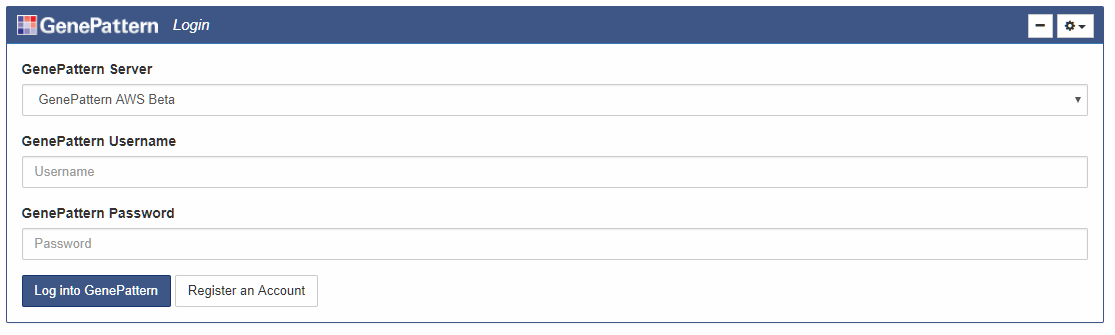 GenePattern Login
GenePattern Server
GenePattern AWS Beta
GenePattern Username
Username
GenePattern Password
Password
Log into GenePattern Register an Account